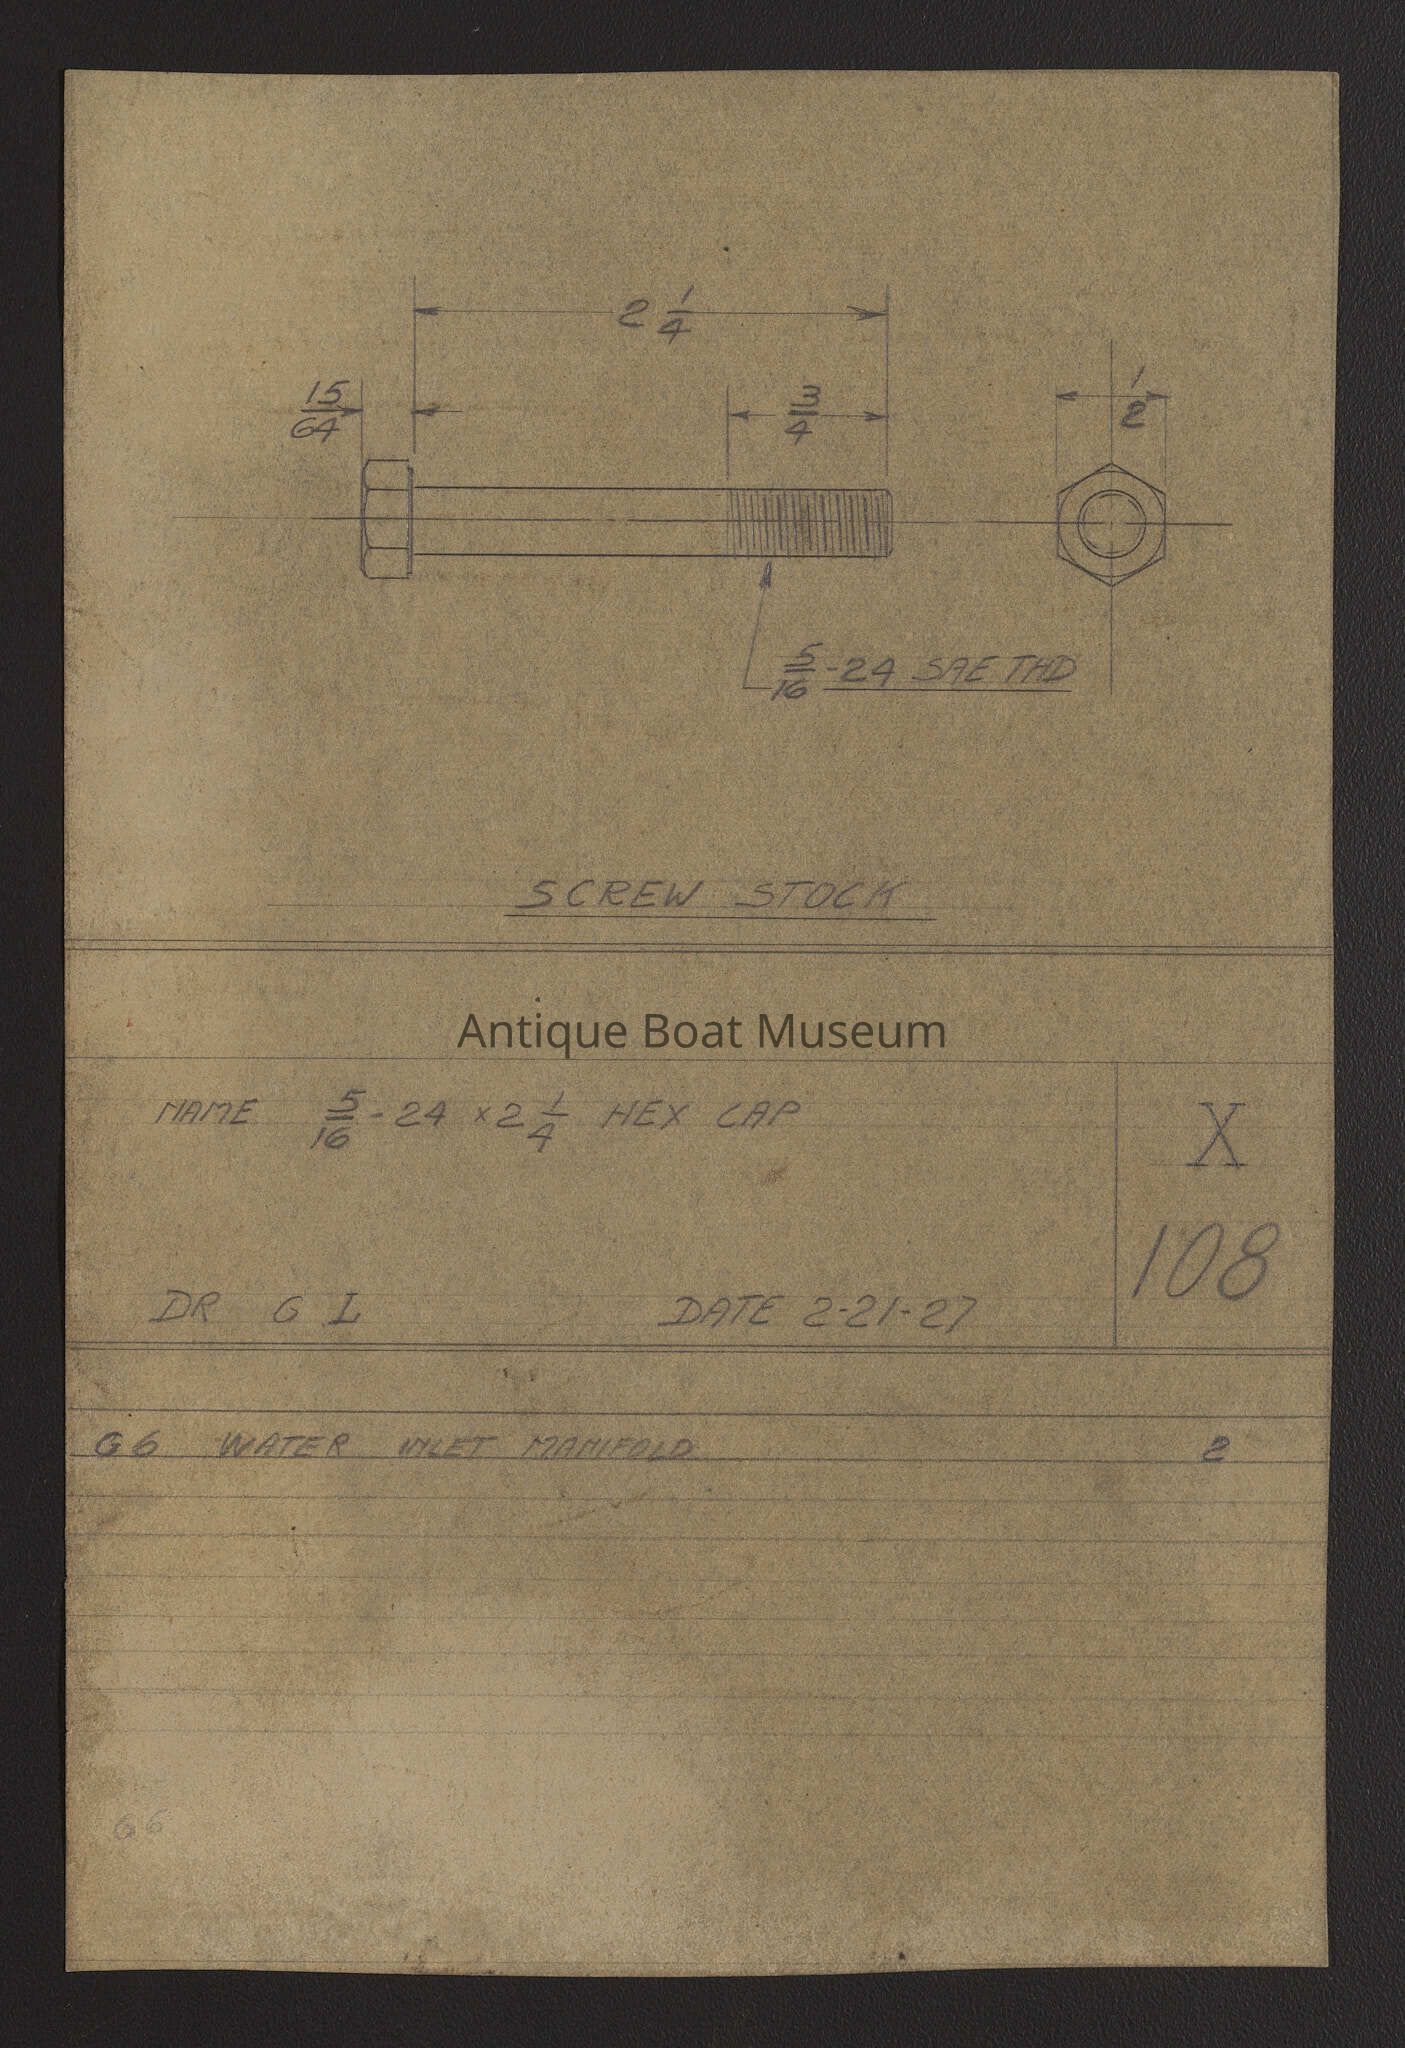 2 1/4
15/64
3/4
1/2
5/16-24 SAE THD
SCREW STOCK
Antique Boat Museum
NAME 5/16-24 x 2 1/4 HEX CAP
X
108
DR G L
DATE 2-21-27
G6 WATER INLET MANIFOLD 2
G6